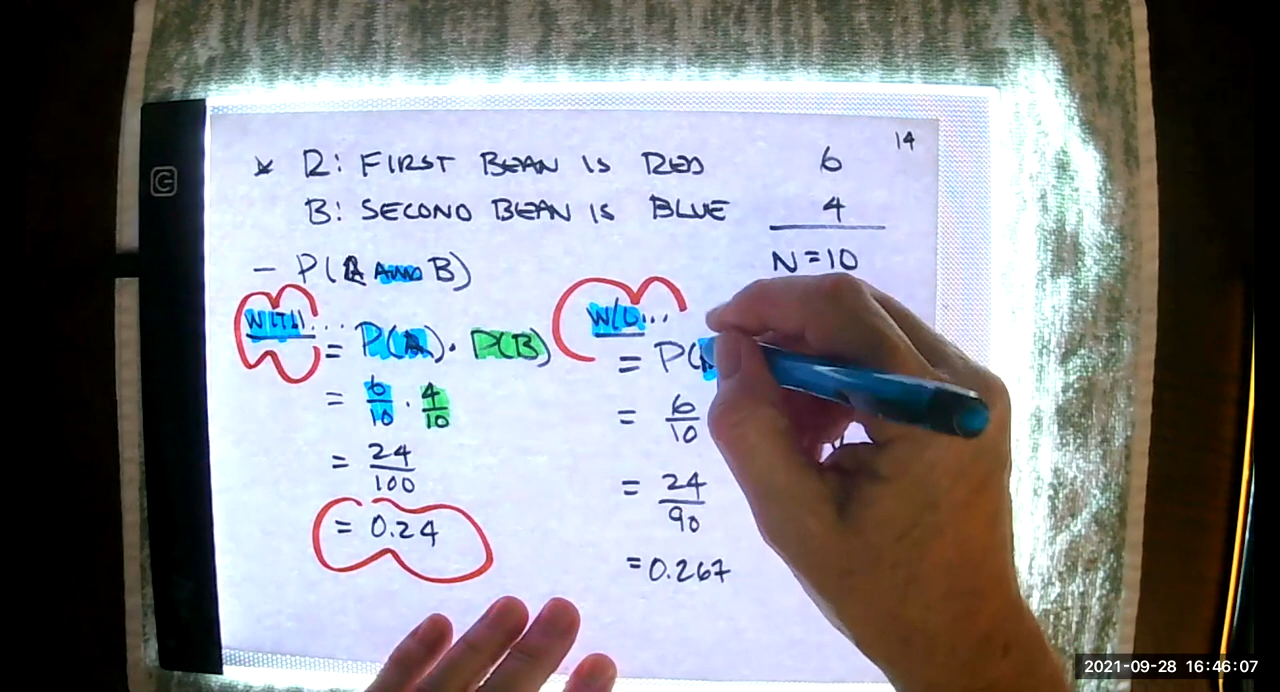 14
* R: FIRST BEAN IS RED 6
B: SECOND BEAN IS BLUE 4
N=10
- P(R AND B)
WITH...
= P(R) · P(B)
= 6/10 · 4/10
= 24/100
= 0.24
W/O...
= P(
= 6/10
= 24/90
= 0.267
2021-09-28 16:46:07